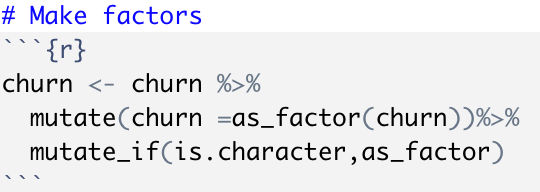 # Make factors
```{r}
churn <- churn %>%
  mutate(churn =as_factor(churn))%>%
  mutate_if(is.character,as_factor)
```